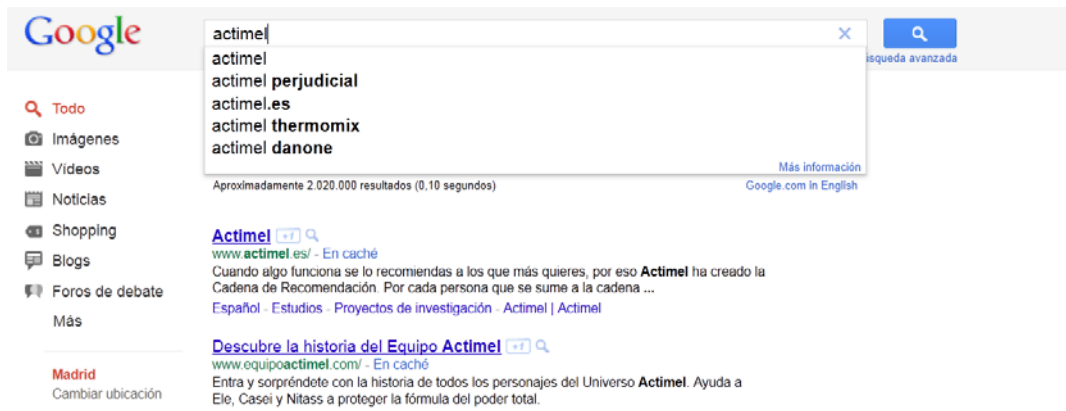 Google
actimel
actimel
actimel perjudicial
actimel.es
actimel thermomix
actimel danone
Más información
squeda avanzada
Todo
Imágenes
Vídeos
Noticias
Shopping
Blogs
Foros de debate
Más
Madrid
Cambiar ubicación
Aproximadamente 2.020.000 resultados (0,10 segundos)
Google.com in English
Actimel +1
www.actimel.es/ - En caché
Cuando algo funciona se lo recomiendas a los que más quieres, por eso Actimel ha creado la
Cadena de Recomendación. Por cada persona que se sume a la cadena ...
Español - Estudios - Proyectos de investigación - Actimel | Actimel
Descubre la historia del Equipo Actimel +1
www.equipoactimel.com/ - En caché
Entra y sorpréndete con la historia de todos los personajes del Universo Actimel. Ayuda a
Ele, Casei y Nitass a proteger la fórmula del poder total.